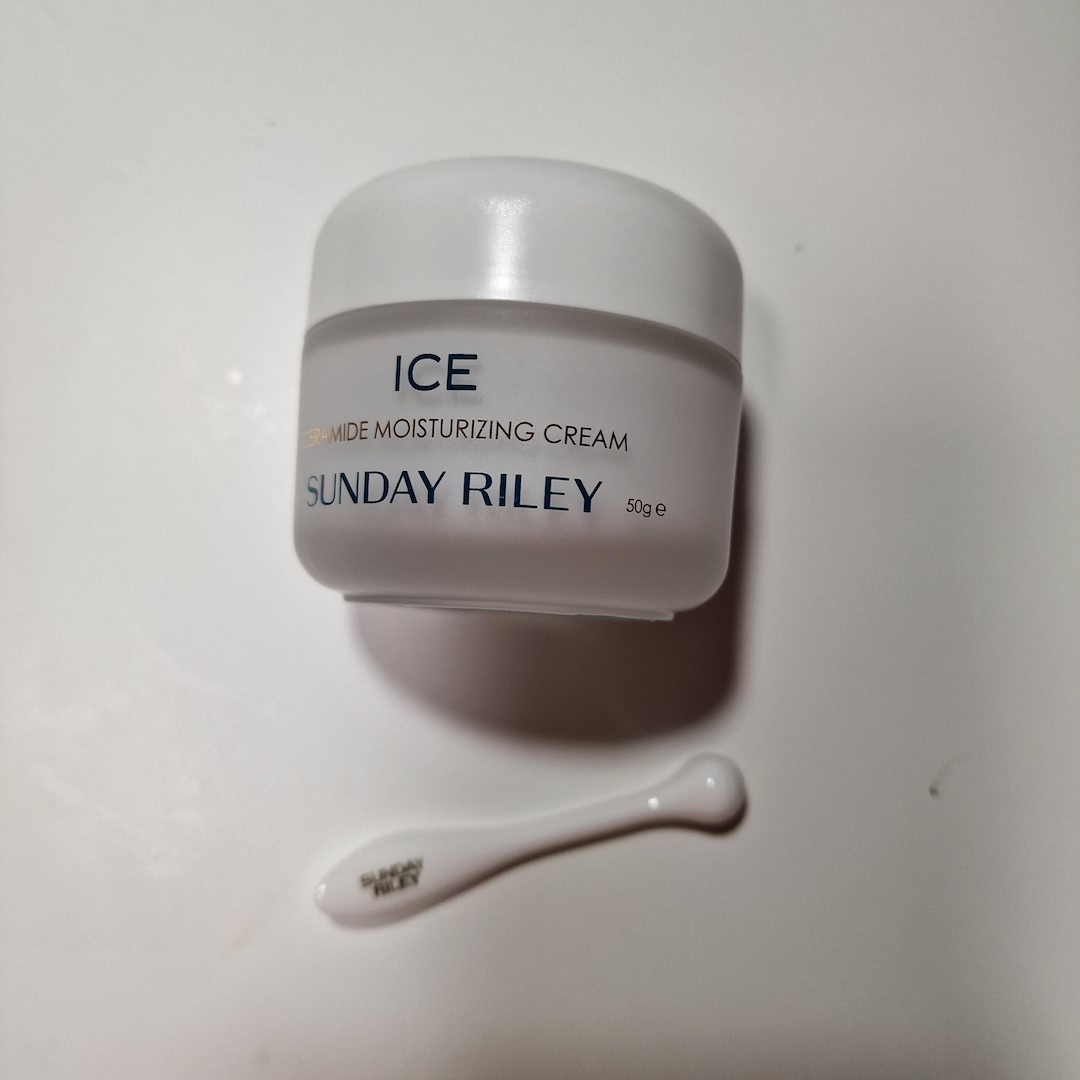 ICE
CERAMIDE MOISTURIZING CREAM
SUNDAY RILEY 50g ℮
SUNDAY
RILEY